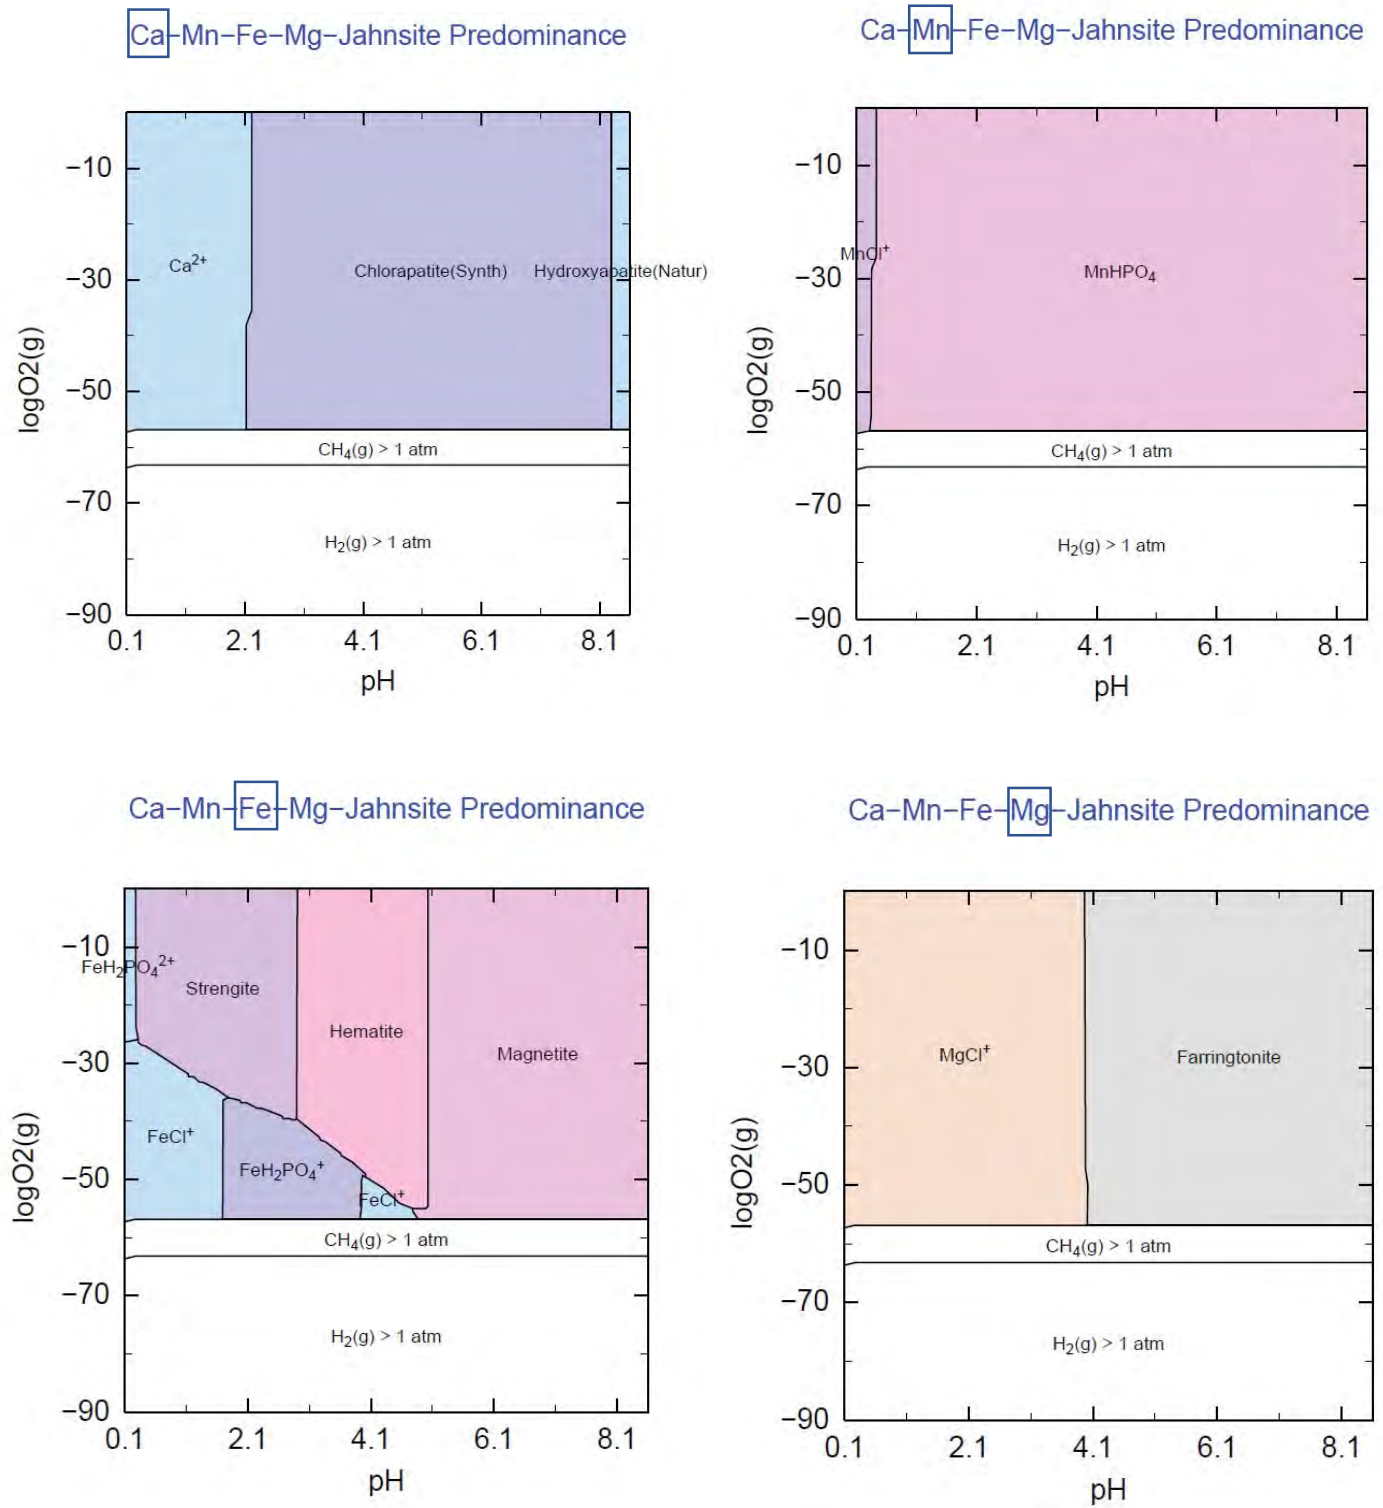 Ca−Mn−Fe−Mg−Jahnsite Predominance
−10
−30
−50
−70
−90
logO2(g)
Ca2+
Chlorapatite(Synth)
Hydroxyapatite(Natur)
CH4(g) > 1 atm
H2(g) > 1 atm
0.1 2.1 4.1 6.1 8.1
pH
Ca−Mn−Fe−Mg−Jahnsite Predominance
−10
−30
−50
−70
−90
logO2(g)
MnCl+
MnHPO4
CH4(g) > 1 atm
H2(g) > 1 atm
0.1 2.1 4.1 6.1 8.1
pH
Ca−Mn−Fe−Mg−Jahnsite Predominance
−10
−30
−50
−70
−90
logO2(g)
FeH2PO42+
Strengite
Hematite
Magnetite
FeCl+
FeH2PO4+
FeCl+
CH4(g) > 1 atm
H2(g) > 1 atm
0.1 2.1 4.1 6.1 8.1
pH
Ca−Mn−Fe−Mg−Jahnsite Predominance
−10
−30
−50
−70
−90
logO2(g)
MgCl+
Farringtonite
CH4(g) > 1 atm
H2(g) > 1 atm
0.1 2.1 4.1 6.1 8.1
pH